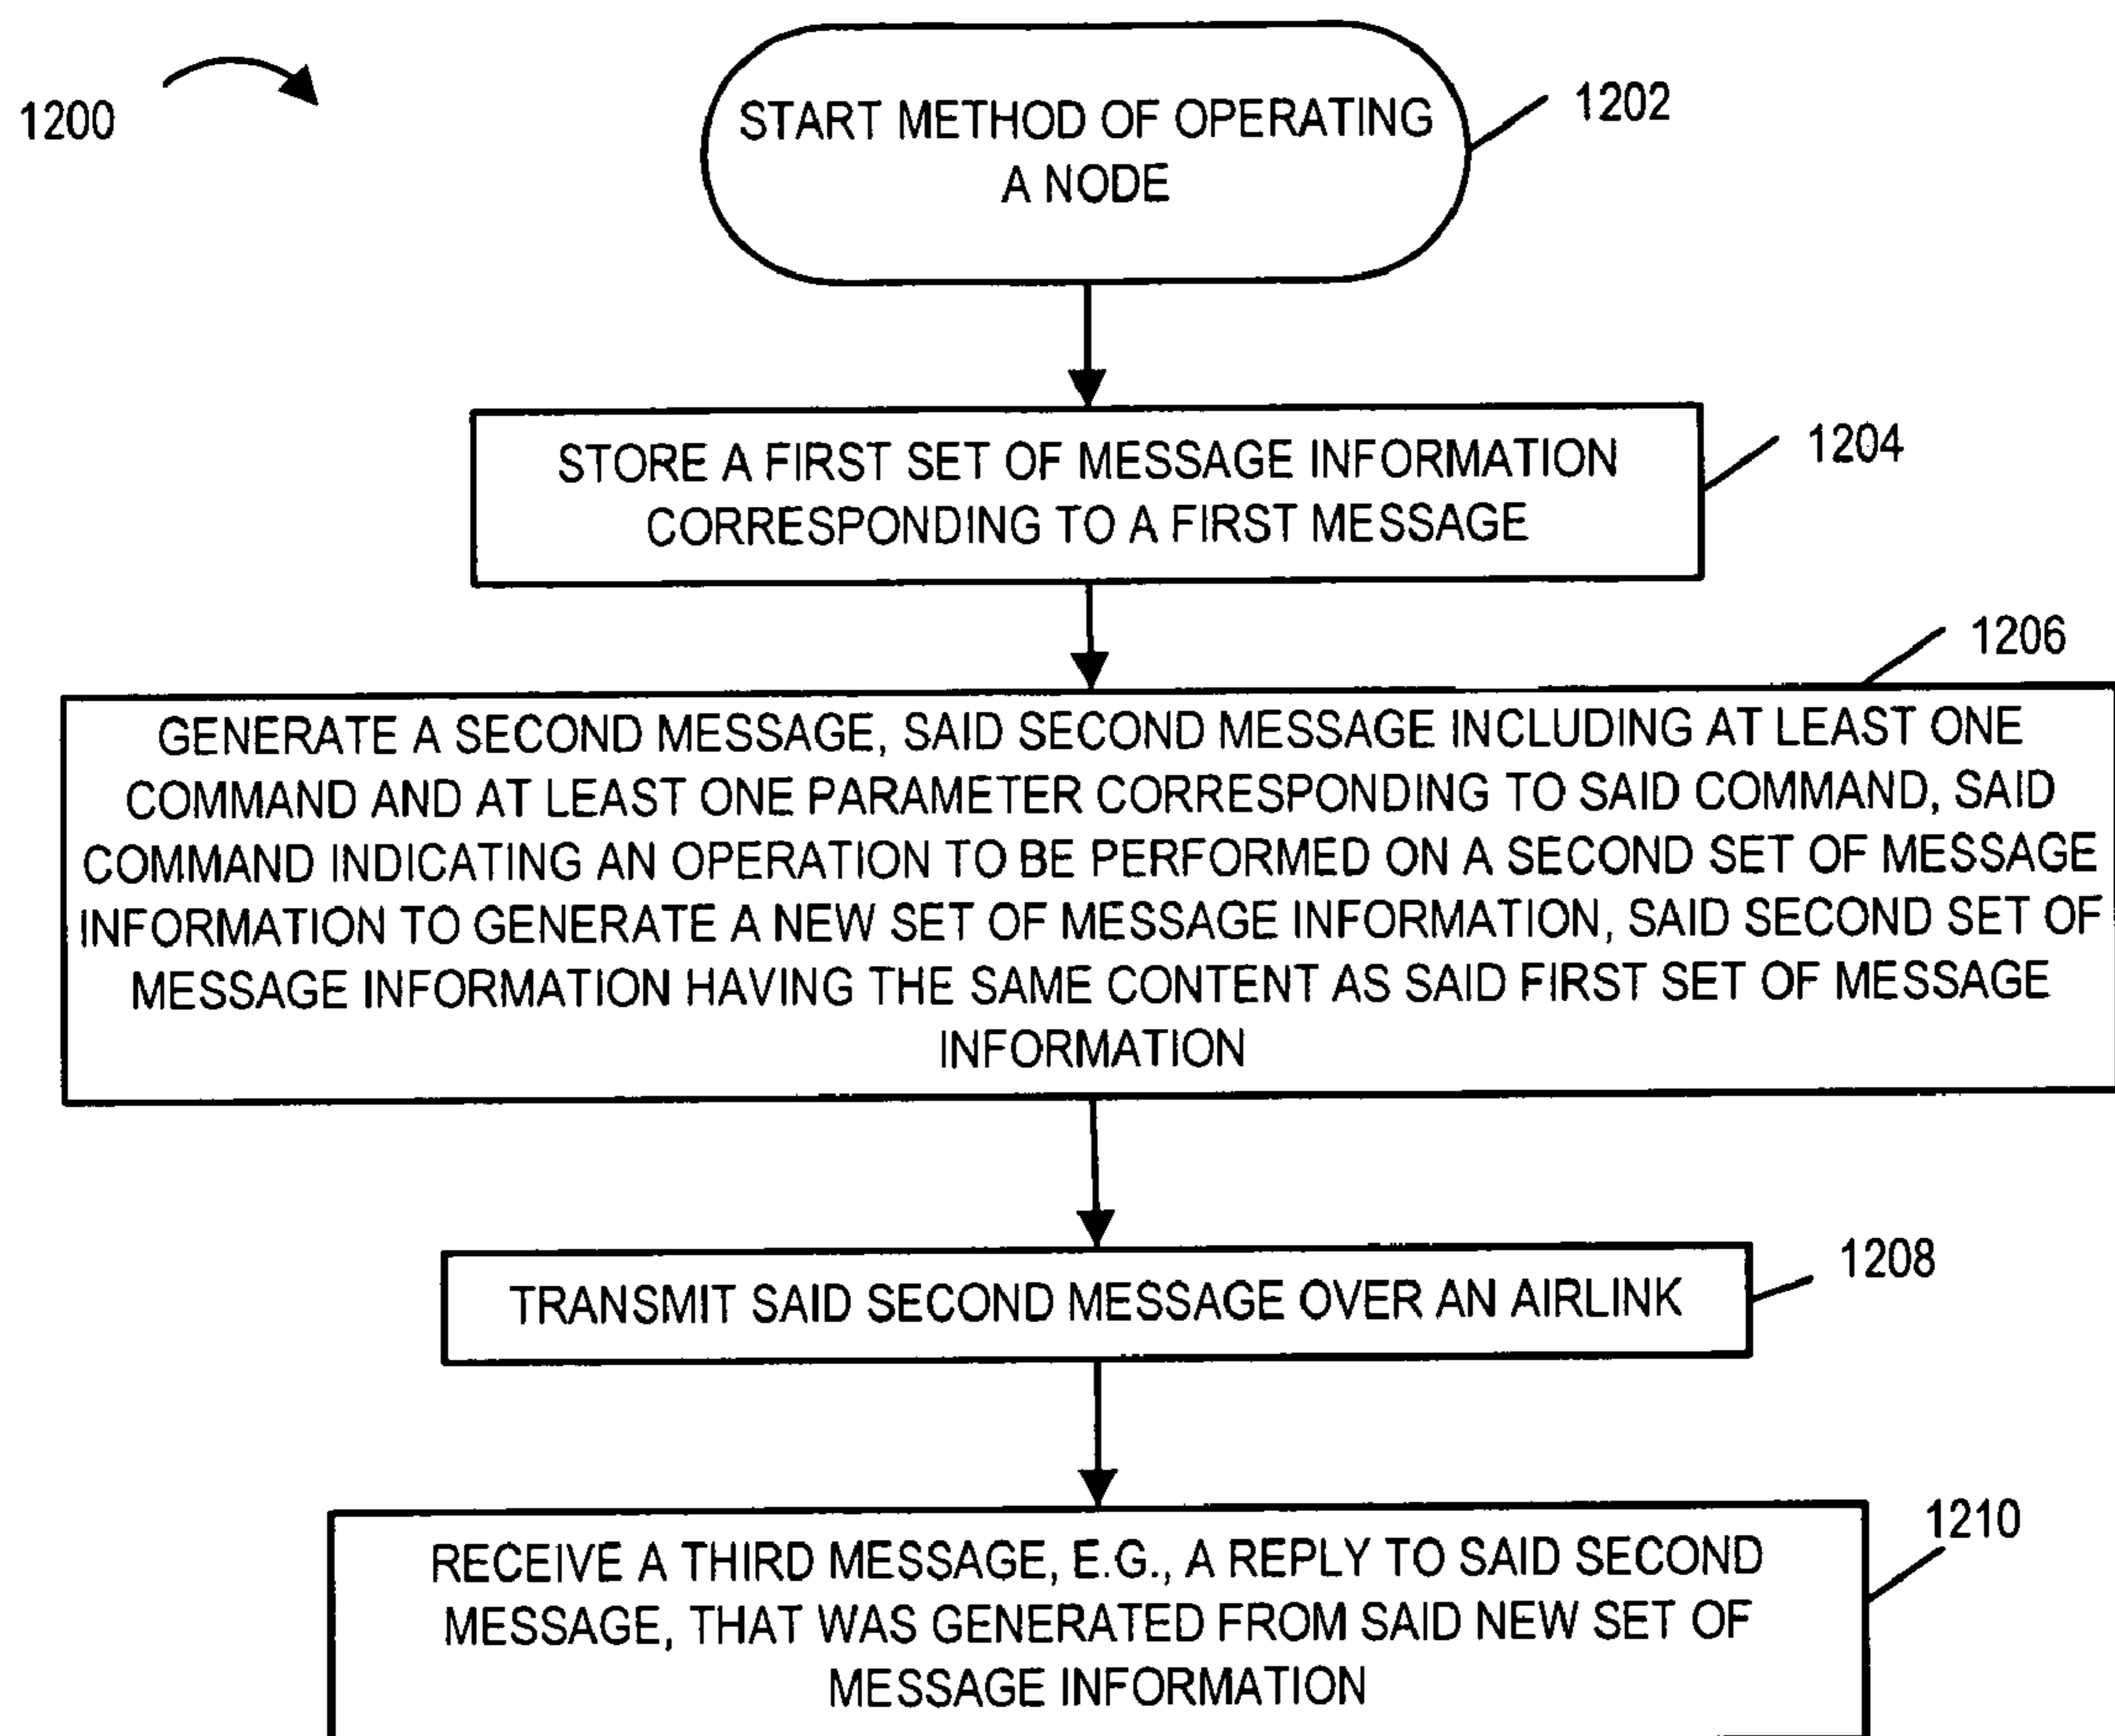 1200
START METHOD OF OPERATING
A NODE
1202
STORE A FIRST SET OF MESSAGE INFORMATION
CORRESPONDING TO A FIRST MESSAGE
1204
1206
GENERATE A SECOND MESSAGE, SAID SECOND MESSAGE INCLUDING AT LEAST ONE
COMMAND AND AT LEAST ONE PARAMETER CORRESPONDING TO SAID COMMAND, SAID
COMMAND INDICATING AN OPERATION TO BE PERFORMED ON A SECOND SET OF MESSAGE
INFORMATION TO GENERATE A NEW SET OF MESSAGE INFORMATION, SAID SECOND SET OF
MESSAGE INFORMATION HAVING THE SAME CONTENT AS SAID FIRST SET OF MESSAGE
INFORMATION
TRANSMIT SAID SECOND MESSAGE OVER AN AIRLINK
1208
RECEIVE A THIRD MESSAGE, E.G., A REPLY TO SAID SECOND
MESSAGE, THAT WAS GENERATED FROM SAID NEW SET OF
MESSAGE INFORMATION
1210